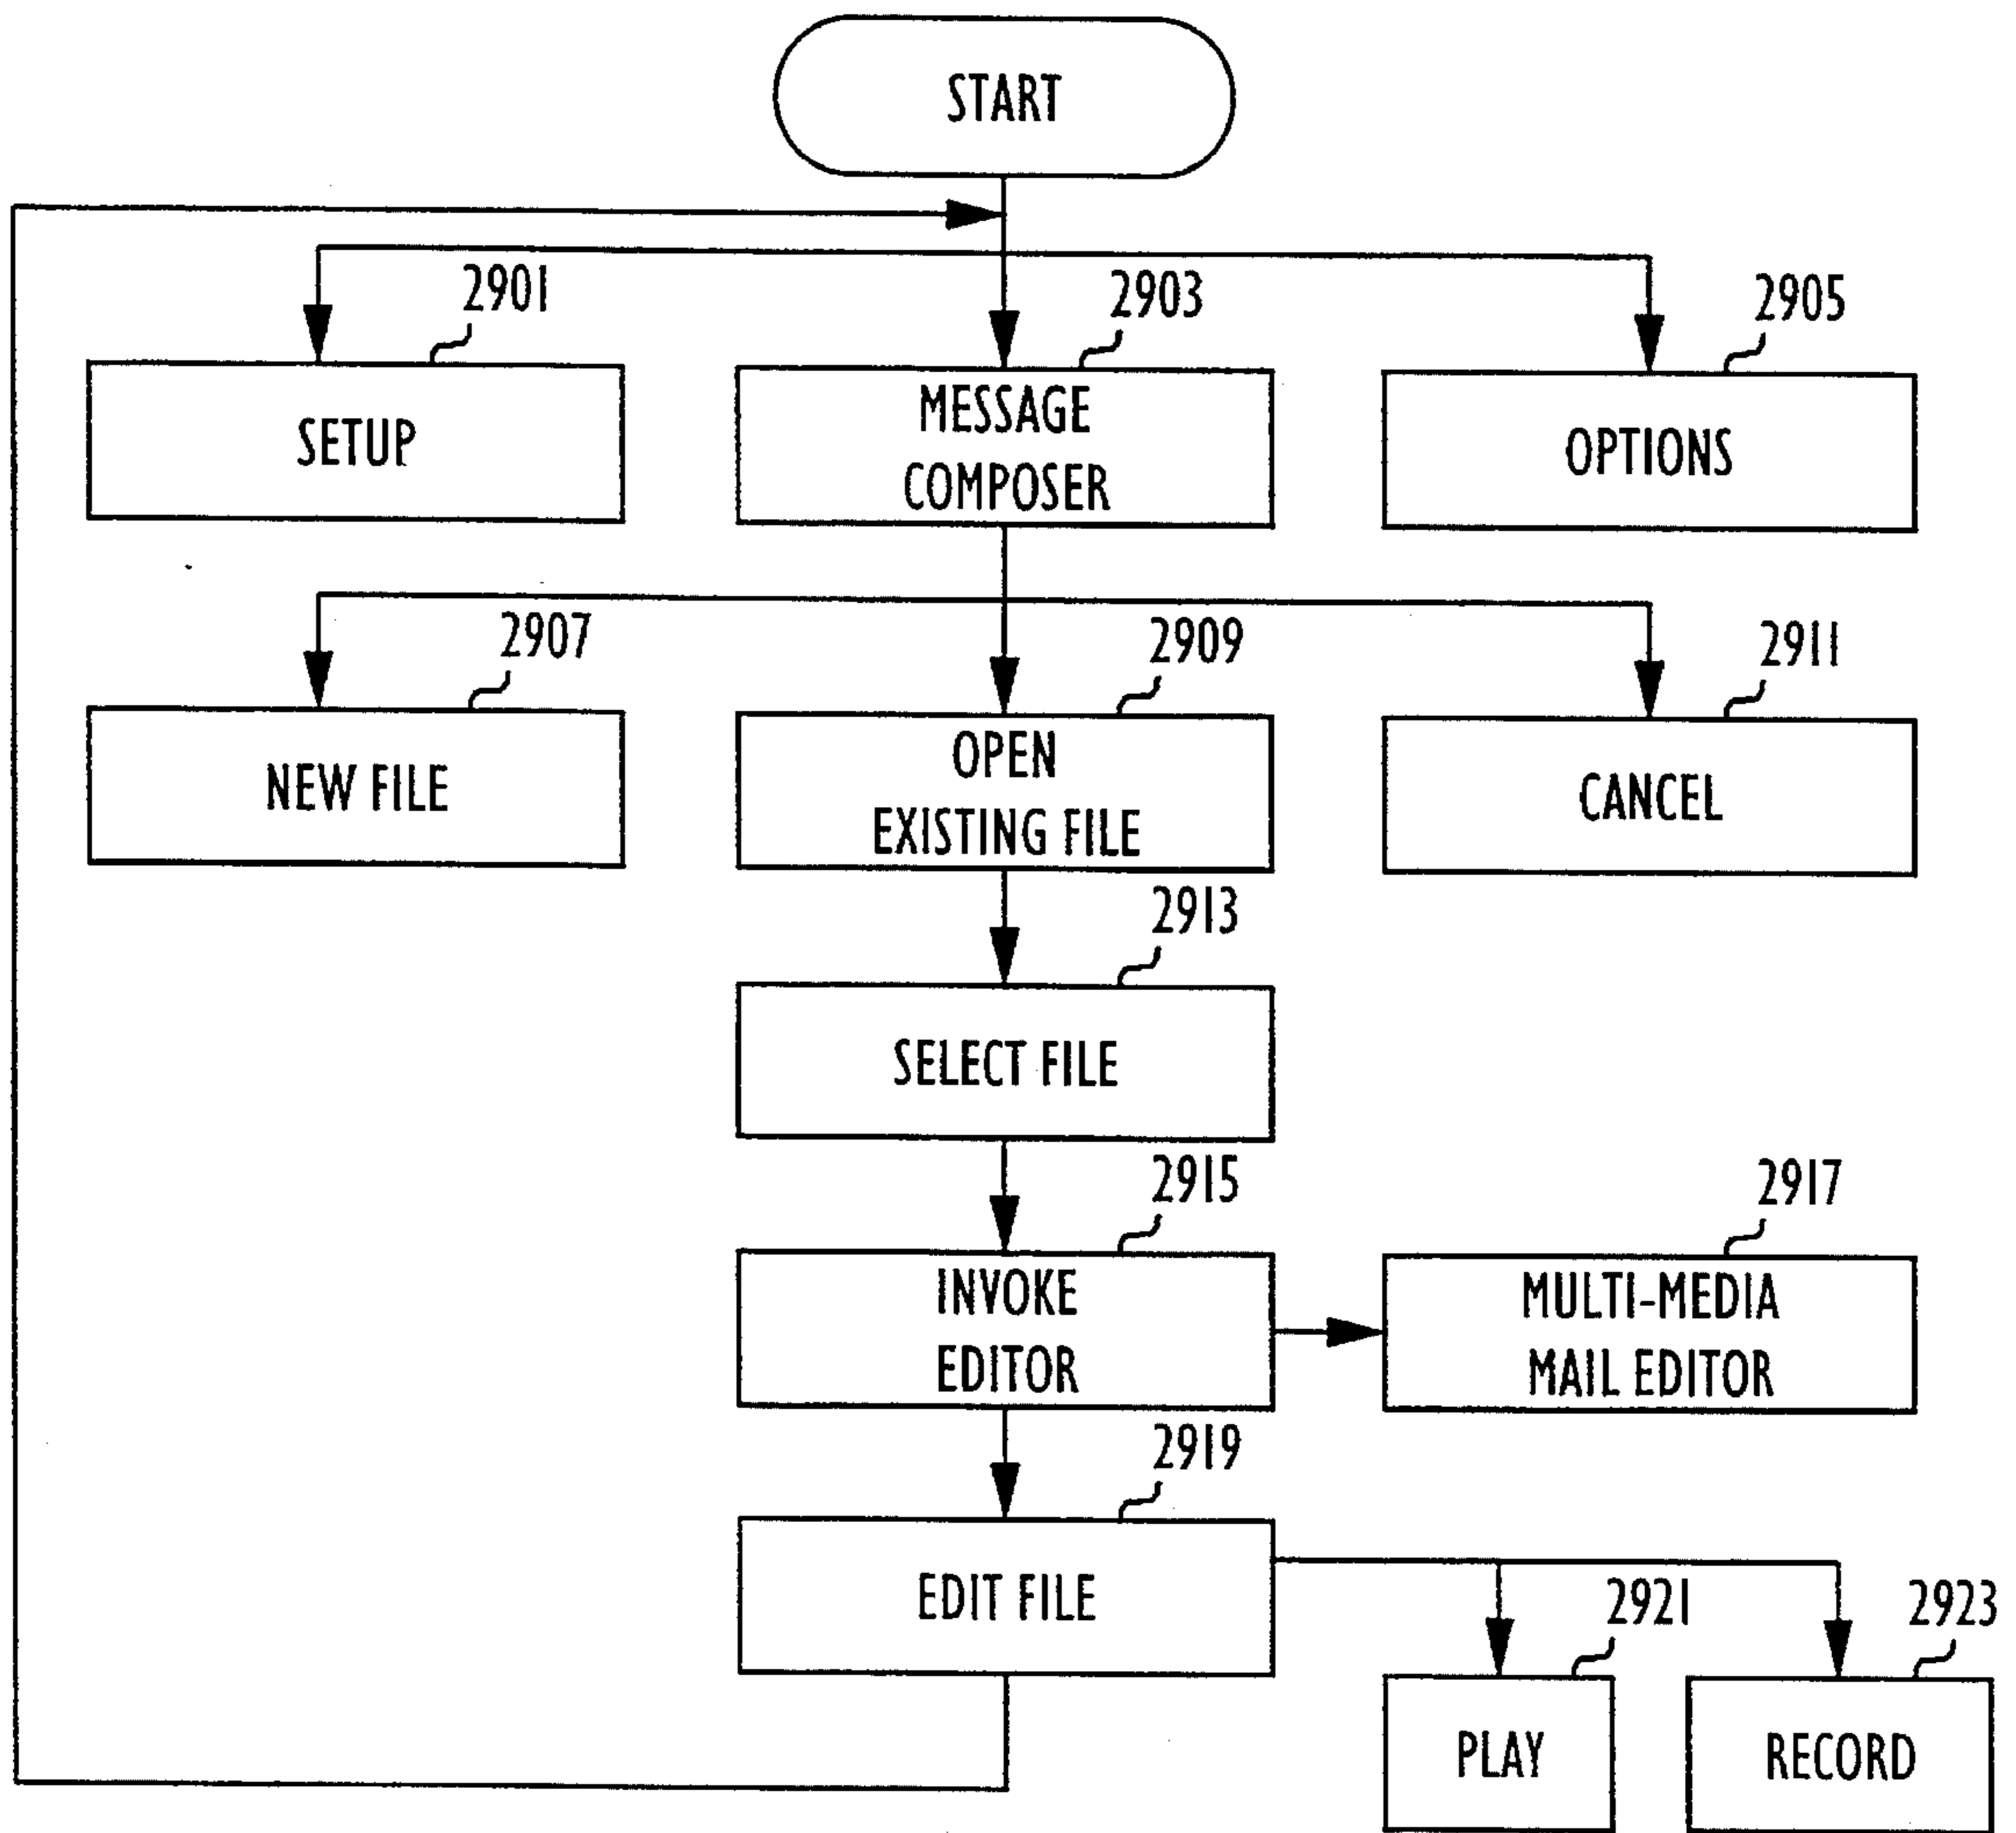 START
2901
2903
2905
SETUP
MESSAGE
COMPOSER
OPTIONS
2907
2909
2911
NEW FILE
OPEN
EXISTING FILE
CANCEL
2913
SELECT FILE
2915
2917
INVOKE
EDITOR
MULTI-MEDIA
MAIL EDITOR
2919
EDIT FILE
2921
2923
PLAY
RECORD